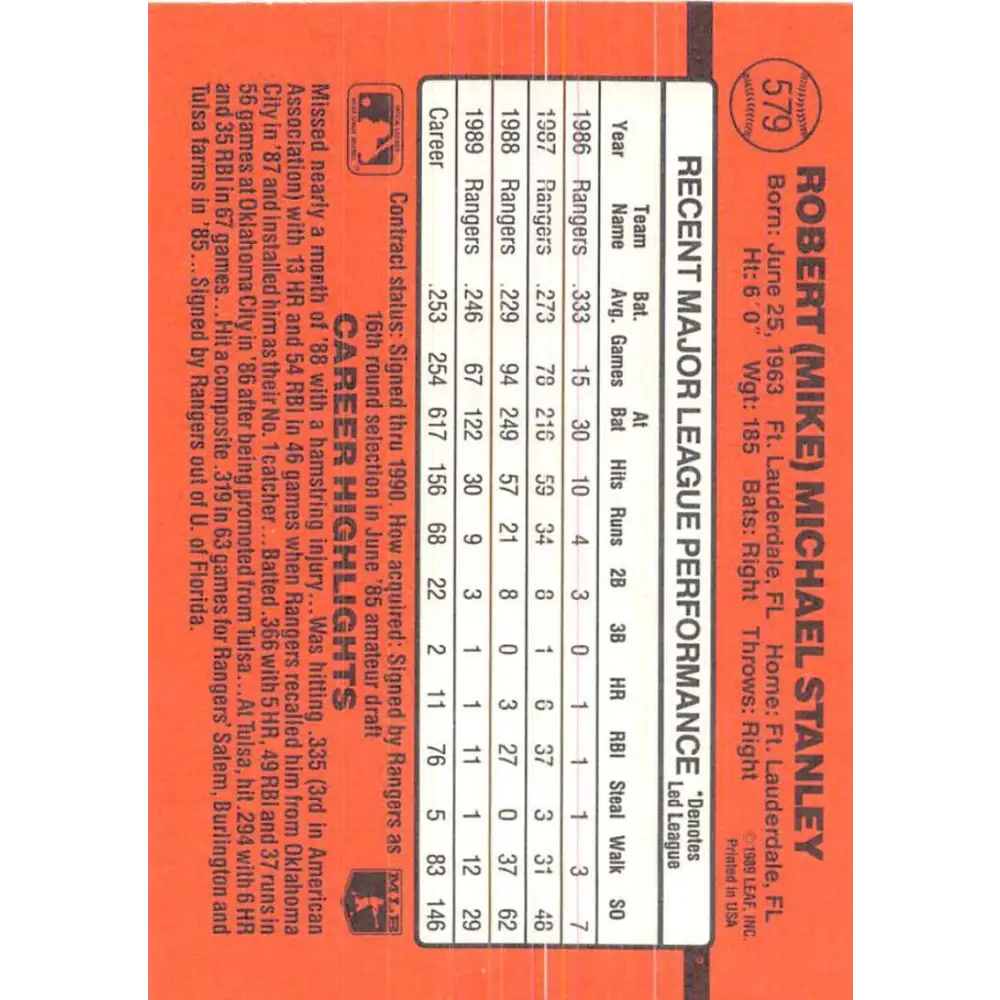 579
ROBERT (MIKE) MICHAEL STANLEY
Born: June 25, 1963 Ft. Lauderdale, FL Home: Ft. Lauderdale, FL
Ht: 6'0" Wgt: 185 Bats: Right Throws: Right
©1989 LEAF, INC.
Printed in USA
RECENT MAJOR LEAGUE PERFORMANCE
*Denotes
Led League
Year Team Name Bat. Avg. Games At Bat Hits Runs 2B 3B HR RBI Steal Walk SO
1986 Rangers .333 15 30 10 4 3 0 1 1 1 3 7
1987 Rangers .273 78 216 59 34 8 1 6 37 3 31 48
1988 Rangers .229 94 249 57 21 8 0 3 27 0 37 62
1989 Rangers .246 67 122 30 9 3 1 1 11 1 12 29
Career .253 254 617 156 68 22 2 11 76 5 83 146
Contract status: Signed thru 1990. How acquired: Signed by Rangers as
16th round selection in June '85 amateur draft
MLB
CAREER HIGHLIGHTS
Missed nearly a month of '88 with a hamstring injury...Was hitting .335 (3rd in American
Association) with 13 HR and 54 RBI in 46 games when Rangers recalled him from Oklahoma
City in '87 and installed him as their No. 1 catcher...Batted .366 with 5 HR, 49 RBI and 37 runs in
56 games at Oklahoma City in '86 after being promoted from Tulsa...At Tulsa, hit .294 with 6 HR
and 35 RBI in 67 games...Hit a composite .319 in 63 games for Rangers' Salem, Burlington and
Tulsa farms in '85...Signed by Rangers out of U. of Florida.